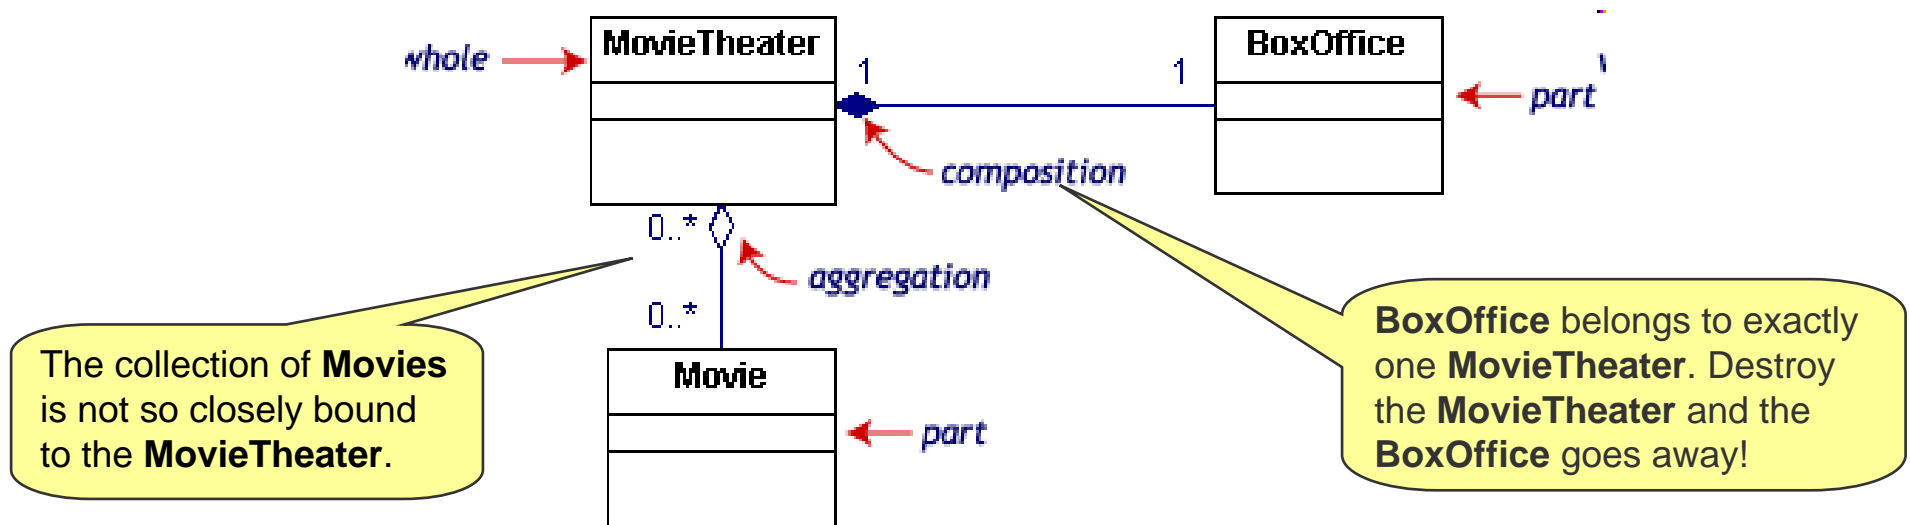 whole
MovieTheater
1
1
BoxOffice
part
composition
0..*
aggregation
0..*
Movie
part
The collection of Movies
is not so closely bound
to the MovieTheater.
BoxOffice belongs to exactly
one MovieTheater. Destroy
the MovieTheater and the
BoxOffice goes away!